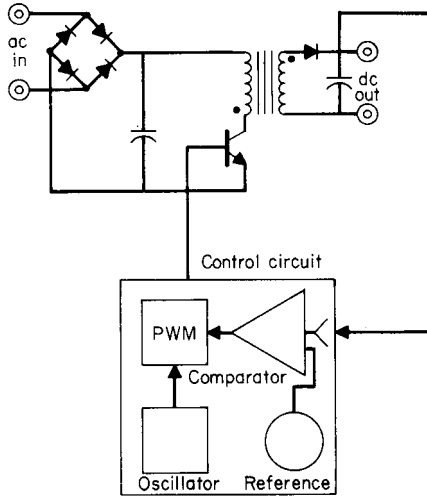 ac
in
dc
out
Control circuit
PWM
Comparator
Oscillator
Reference